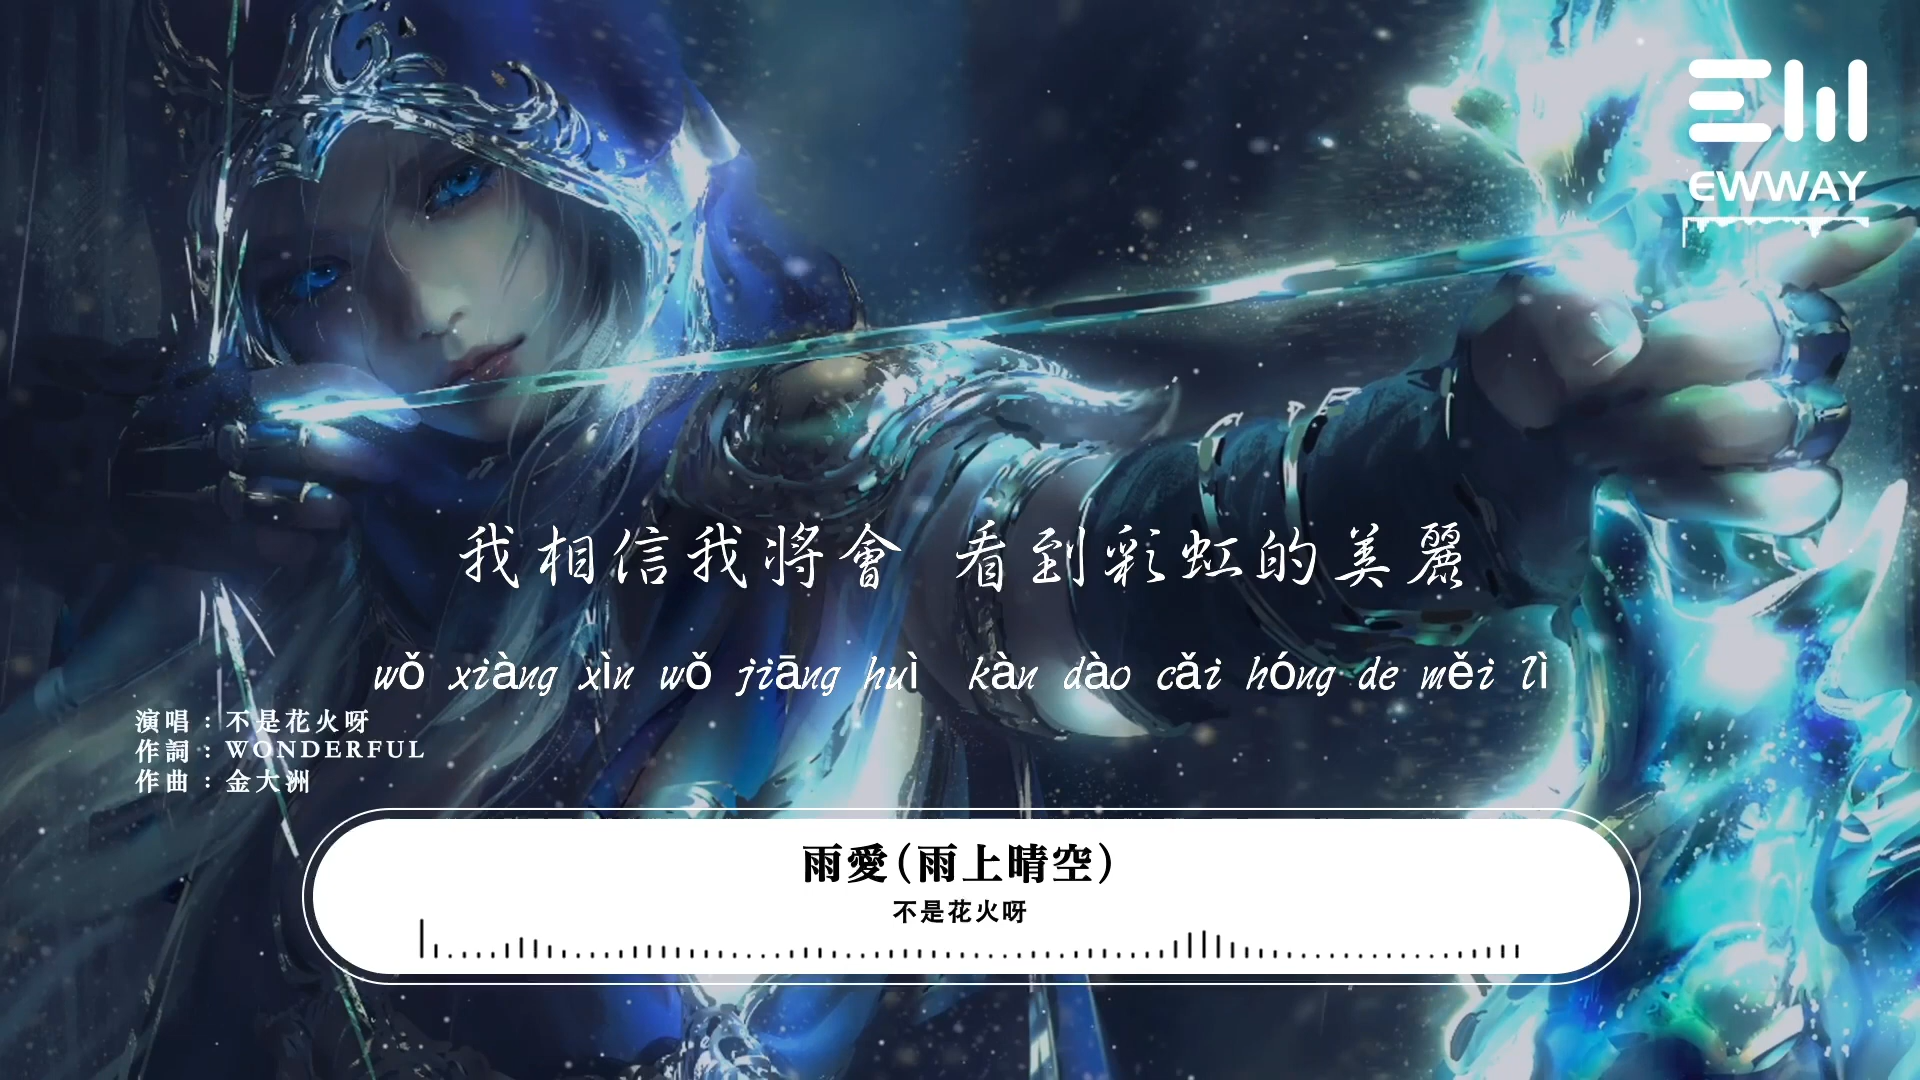 EW
EWWAY
我相信我將會 看到彩虹的美麗
wǒ xiàng xìn wǒ jiāng huì kàn dào cǎi hóng de měi lì
演唱：不是花火呀
作詞：WONDERFUL
作曲：金大洲
雨愛(雨上晴空)
不是花火呀